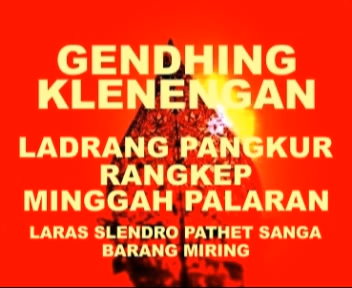 GENDHING
KLENENGAN
LADRANG PANGKUR
RANGKEP
MINGGAH PALARAN
LARAS SLENDRO PATHET SANGA
BARANG MIRING